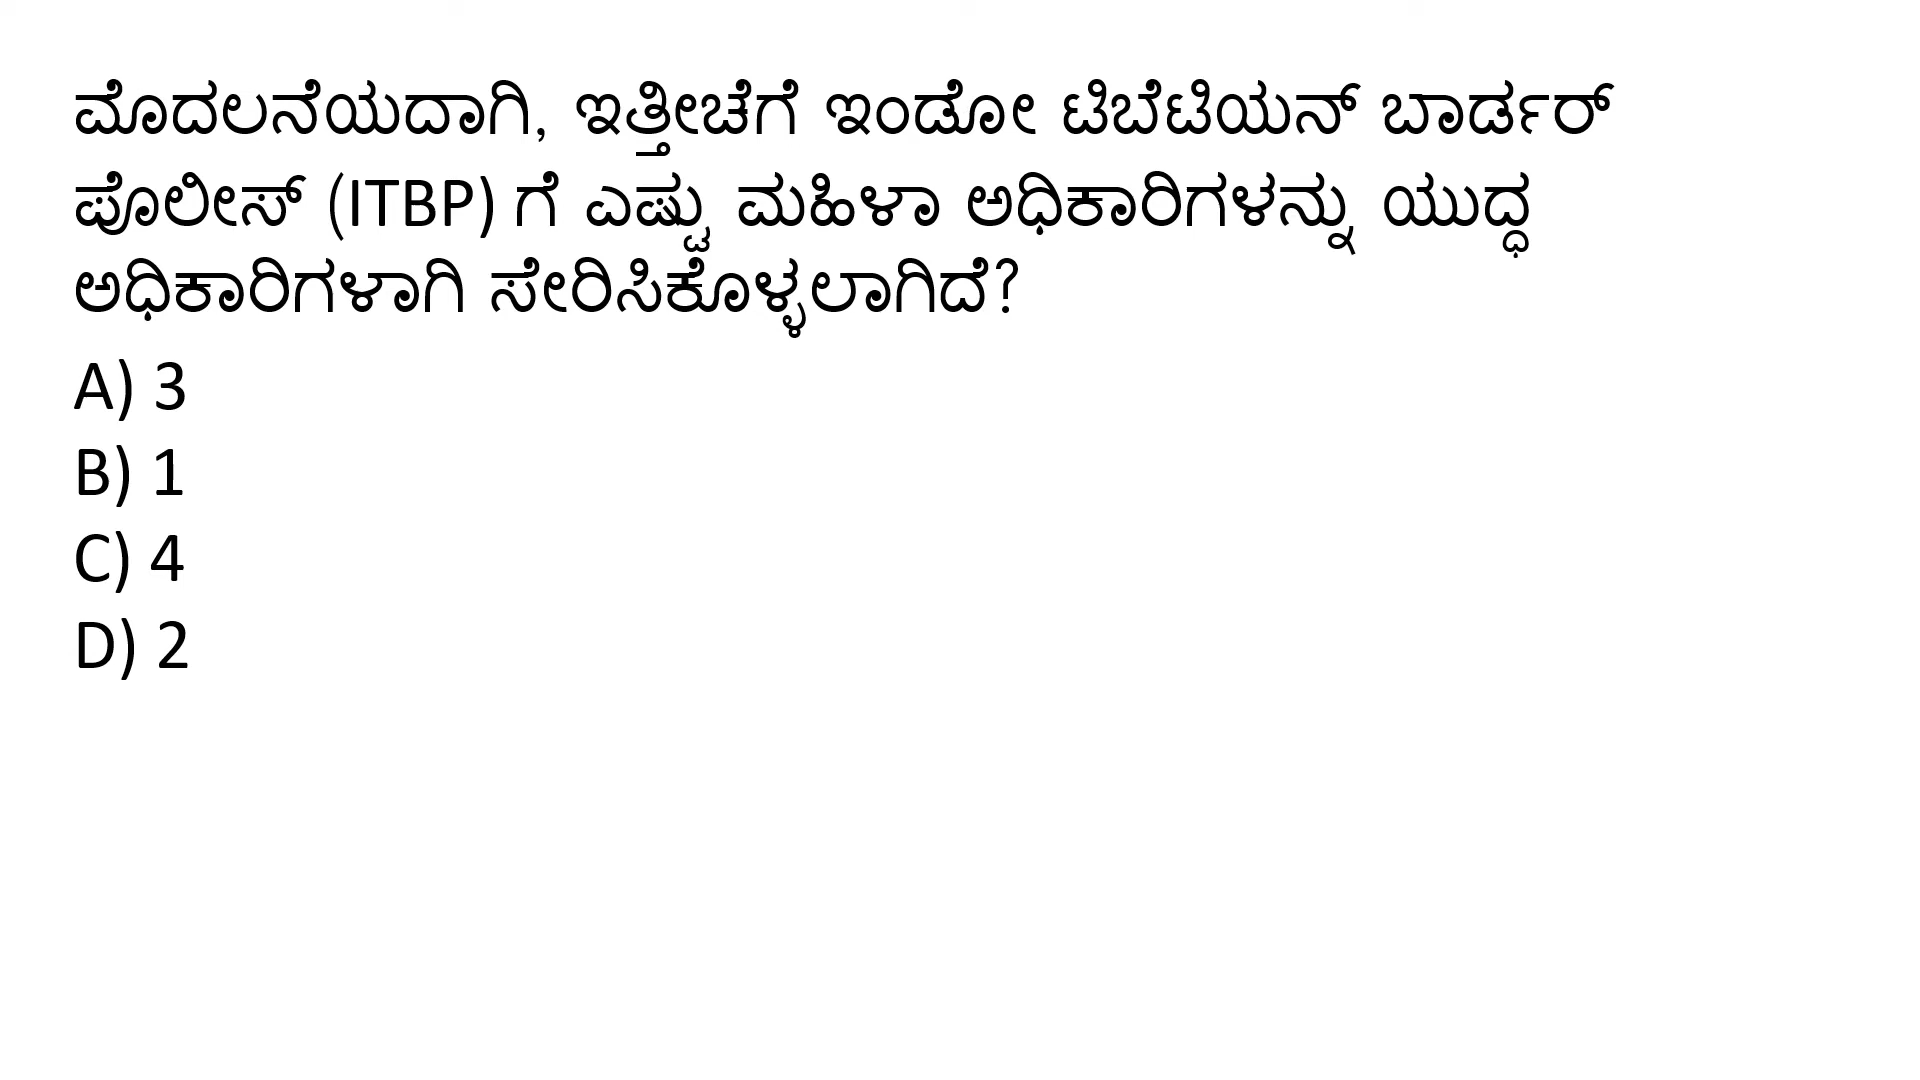 ಮೊದಲನೆಯದಾಗಿ, ಇತ್ತೀಚೆಗೆ ಇಂಡೋ ಟಿಬೆಟಿಯನ್ ಬಾರ್ಡರ್
ಪೊಲೀಸ್ (ITBP) ಗೆ ಎಷ್ಟು ಮಹಿಳಾ ಅಧಿಕಾರಿಗಳನ್ನು ಯುದ್ಧ
ಅಧಿಕಾರಿಗಳಾಗಿ ಸೇರಿಸಿಕೊಳ್ಳಲಾಗಿದೆ?
A) 3
B) 1
C) 4
D) 2